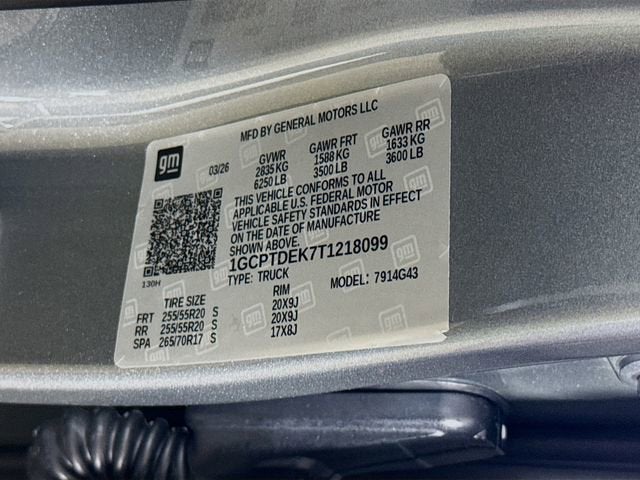 MFD BY GENERAL MOTORS LLC
gm
03/26
GVWR GAWR FRT GAWR RR
2835 KG 1588 KG 1633 KG
6250 LB 3500 LB 3600 LB
THIS VEHICLE CONFORMS TO ALL
APPLICABLE U.S. FEDERAL MOTOR
VEHICLE SAFETY STANDARDS IN EFFECT
ON THE DATE OF MANUFACTURE
SHOWN ABOVE.
1GCPTDEK7T1218099
130H
TYPE: TRUCK MODEL: 7914G43
TIRE SIZE RIM
FRT 255/55R20 S 20X9J
RR 255/55R20 S 20X9J
SPA 265/70R17 S 17X8J